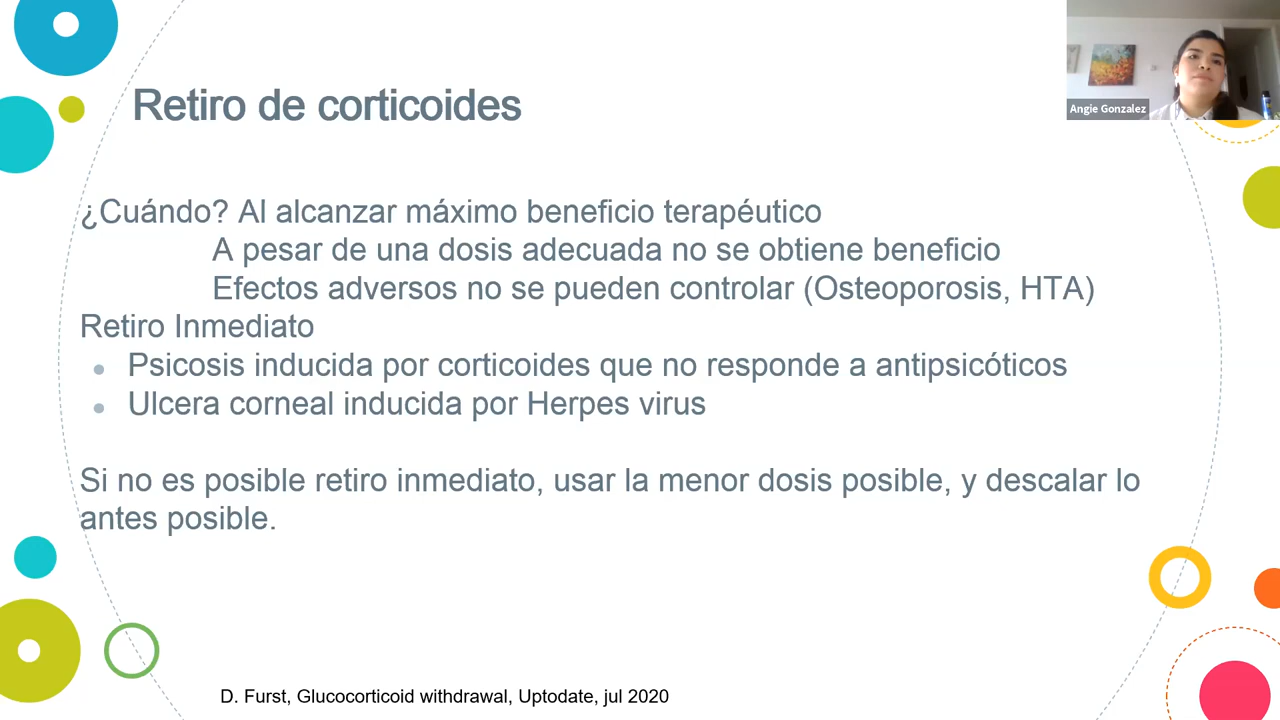 Retiro de corticoides
Angie Gonzalez
¿Cuándo? Al alcanzar máximo beneficio terapéutico
A pesar de una dosis adecuada no se obtiene beneficio
Efectos adversos no se pueden controlar (Osteoporosis, HTA)
Retiro Inmediato
Psicosis inducida por corticoides que no responde a antipsicóticos
Ulcera corneal inducida por Herpes virus
Si no es posible retiro inmediato, usar la menor dosis posible, y descalar lo
antes posible.
D. Furst, Glucocorticoid withdrawal, Uptodate, jul 2020